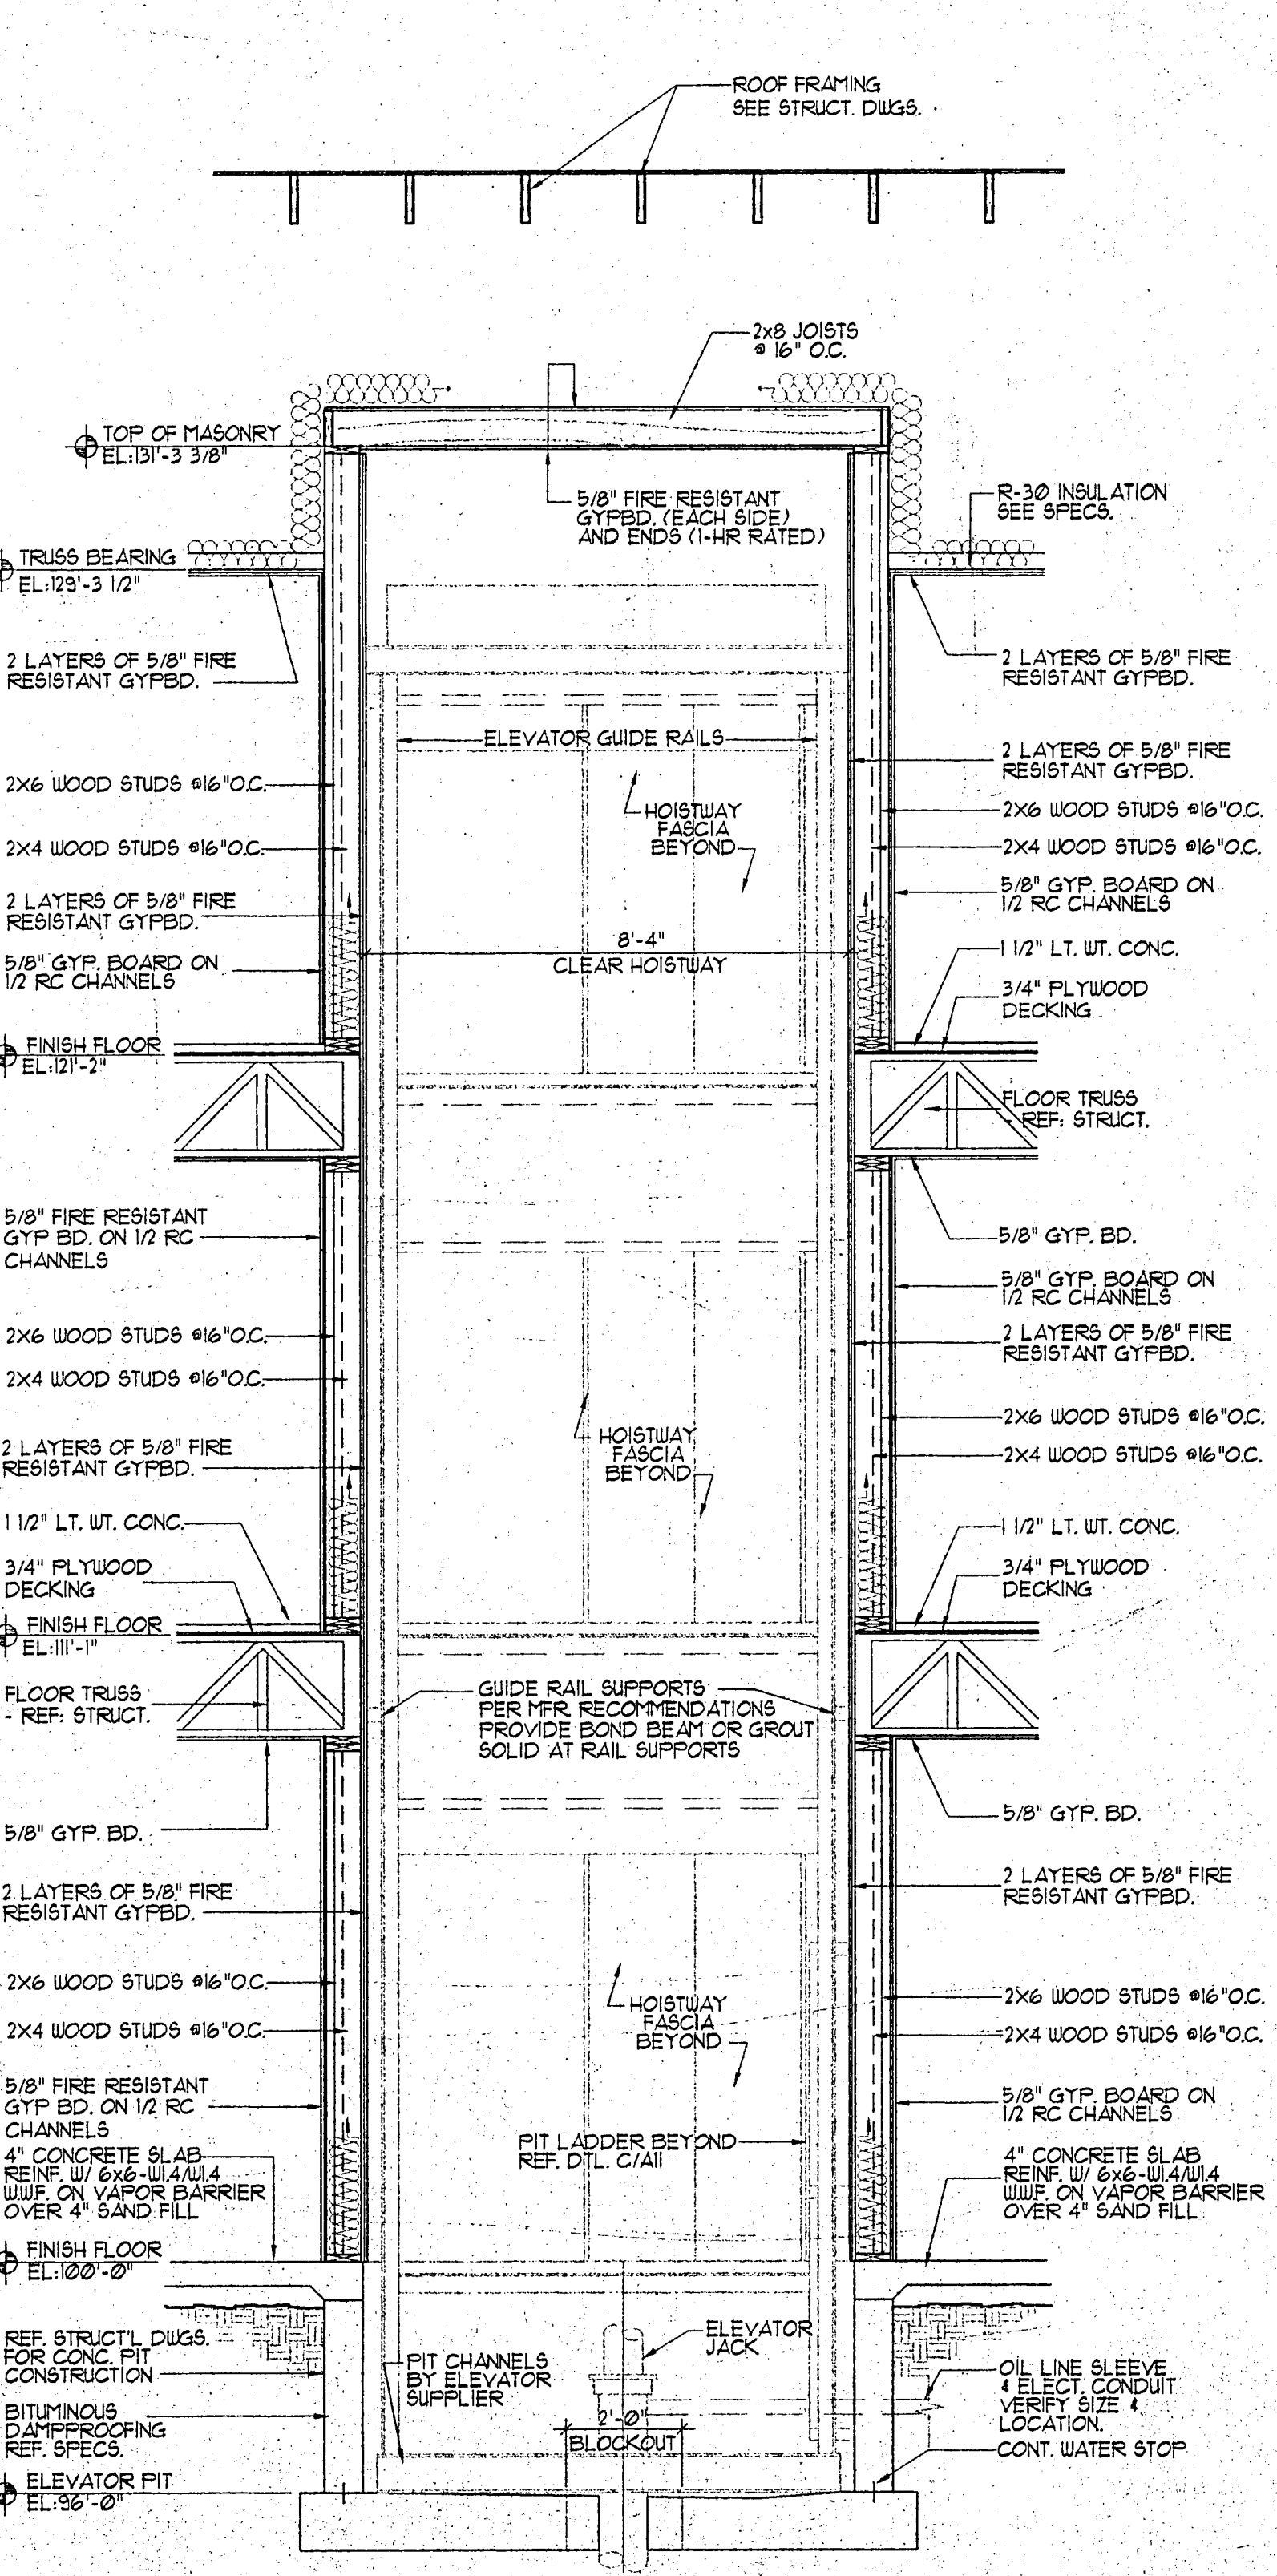 ROOF FRAMING
SEE STRUCT. DWGS.
2x8 JOISTS
@ 16" O.C.
TOP OF MASONRY
EL:131'-3 3/8"
5/8" FIRE RESISTANT
GYPBD. (EACH SIDE)
AND ENDS (1-HR RATED)
R-30 INSULATION
SEE SPECS.
TRUSS BEARING
EL:129'-3 1/2"
2 LAYERS OF 5/8" FIRE
RESISTANT GYPBD.
2 LAYERS OF 5/8" FIRE
RESISTANT GYPBD.
ELEVATOR GUIDE RAILS
2 LAYERS OF 5/8" FIRE
RESISTANT GYPBD.
2X6 WOOD STUDS @16"O.C.
HOISTWAY
FASCIA
BEYOND
2X6 WOOD STUDS @16"O.C.
2X4 WOOD STUDS @16"O.C.
2X4 WOOD STUDS @16"O.C.
2 LAYERS OF 5/8" FIRE
RESISTANT GYPBD.
5/8" GYP. BOARD ON
1/2 RC CHANNELS
8'-4"
CLEAR HOISTWAY
5/8" GYP. BOARD ON
1/2 RC CHANNELS
1 1/2" LT. WT. CONC.
3/4" PLYWOOD
DECKING
FINISH FLOOR
EL:121'-2"
FLOOR TRUSS
- REF: STRUCT.
5/8" FIRE RESISTANT
GYP BD. ON 1/2 RC
CHANNELS
5/8" GYP. BD.
5/8" GYP. BOARD ON
1/2 RC CHANNELS
2X6 WOOD STUDS @16"O.C.
2 LAYERS OF 5/8" FIRE
RESISTANT GYPBD.
2X4 WOOD STUDS @16"O.C.
2X6 WOOD STUDS @16"O.C.
HOISTWAY
FASCIA
BEYOND
2 LAYERS OF 5/8" FIRE
RESISTANT GYPBD.
2X4 WOOD STUDS @16"O.C.
1 1/2" LT. WT. CONC.
1 1/2" LT. WT. CONC.
3/4" PLYWOOD
DECKING
3/4" PLYWOOD
DECKING
FINISH FLOOR
EL:111'-1"
FLOOR TRUSS
- REF: STRUCT.
GUIDE RAIL SUPPORTS
PER MFR. RECOMMENDATIONS
PROVIDE BOND BEAM OR GROUT
SOLID AT RAIL SUPPORTS
5/8" GYP. BD.
5/8" GYP. BD.
2 LAYERS OF 5/8" FIRE
RESISTANT GYPBD.
2 LAYERS OF 5/8" FIRE
RESISTANT GYPBD.
2X6 WOOD STUDS @16"O.C.
HOISTWAY
FASCIA
BEYOND
2X6 WOOD STUDS @16"O.C.
2X4 WOOD STUDS @16"O.C.
2X4 WOOD STUDS @16"O.C.
5/8" FIRE RESISTANT
GYP BD. ON 1/2 RC
CHANNELS
5/8" GYP. BOARD ON
1/2 RC CHANNELS
PIT LADDER BEYOND
REF. DTL. C/A11
4" CONCRETE SLAB
REINF. W/ 6x6-W1.4/W1.4
W.W.F. ON VAPOR BARRIER
OVER 4" SAND FILL
4" CONCRETE SLAB
REINF. W/ 6x6-W1.4/W1.4
W.W.F. ON VAPOR BARRIER
OVER 4" SAND FILL
FINISH FLOOR
EL:100'-0"
REF. STRUCT'L DWGS.
FOR CONC. PIT
CONSTRUCTION
ELEVATOR
JACK
PIT CHANNELS
BY ELEVATOR
SUPPLIER
OIL LINE SLEEVE
& ELECT. CONDUIT
VERIFY SIZE &
LOCATION.
BITUMINOUS
DAMPPROOFING
REF. SPECS.
2'-0"
BLOCKOUT
CONT. WATER STOP
ELEVATOR PIT
EL:96'-0"